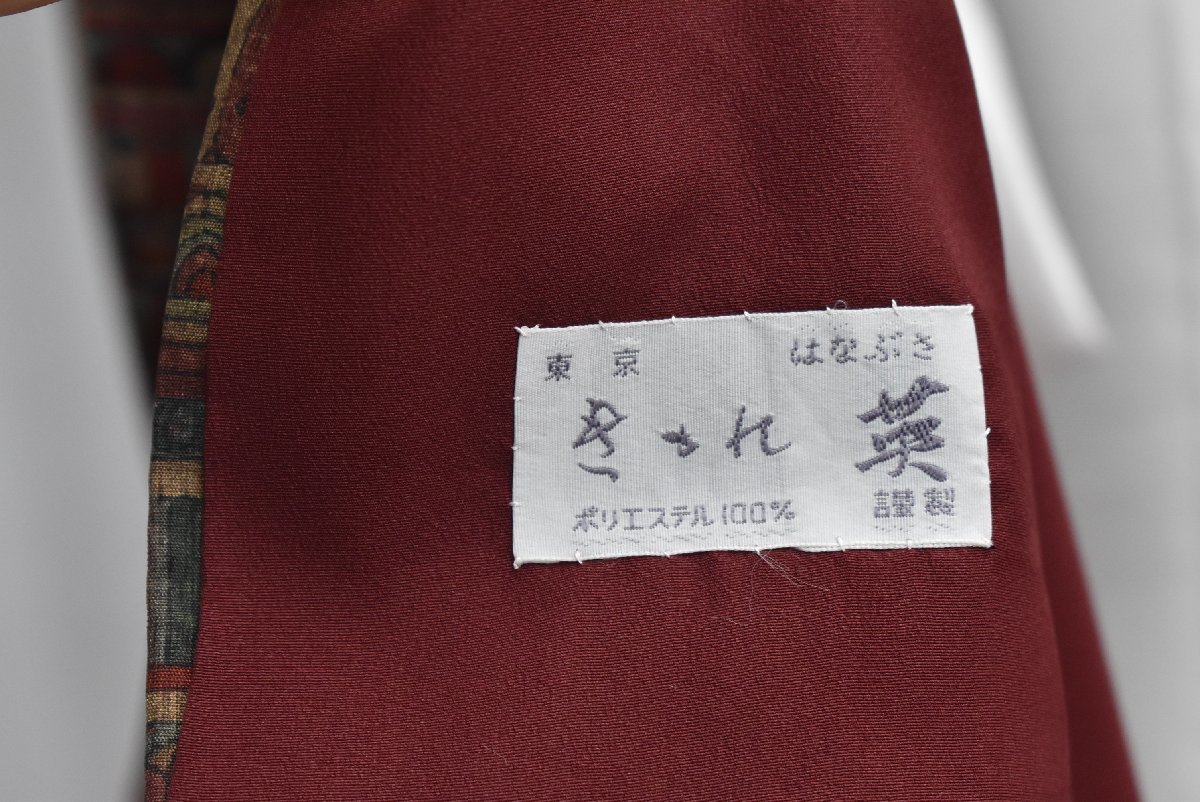 東京 はなぶさ
きもれ 英
ポリエステル100% 謹製